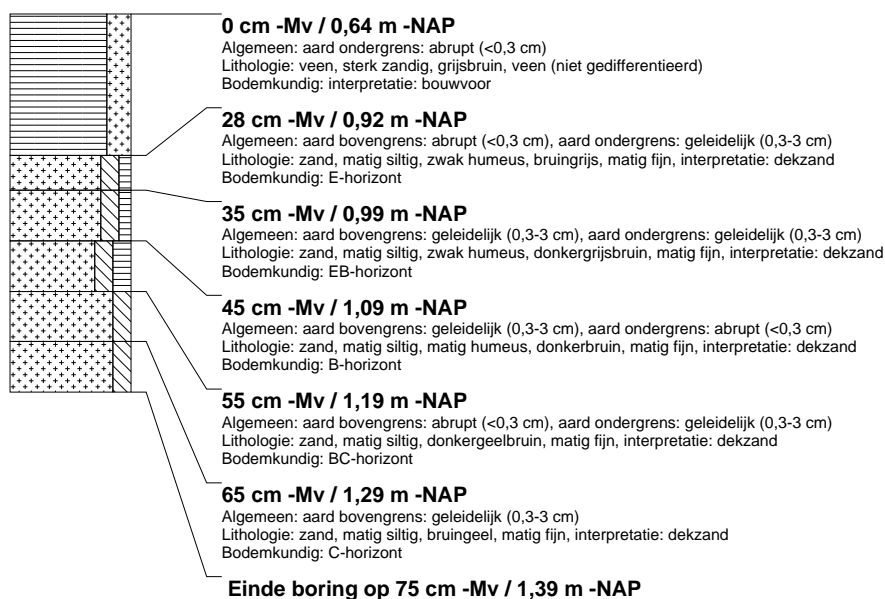 0 cm -Mv / 0,64 m -NAP
Algemeen: aard ondergrens: abrupt (<0,3 cm)
Lithologie: veen, sterk zandig, grijsbruin, veen (niet gedifferentieerd)
Bodemkundig: interpretatie: bouwvoor
28 cm -Mv / 0,92 m -NAP
Algemeen: aard bovengrens: abrupt (<0,3 cm), aard ondergrens: geleidelijk (0,3-3 cm)
Lithologie: zand, matig siltig, zwak humeus, bruingrijs, matig fijn, interpretatie: dekzand
Bodemkundig: E-horizont
35 cm -Mv / 0,99 m -NAP
Algemeen: aard bovengrens: geleidelijk (0,3-3 cm), aard ondergrens: geleidelijk (0,3-3 cm)
Lithologie: zand, matig siltig, zwak humeus, donkergrijsbruin, matig fijn, interpretatie: dekzand
Bodemkundig: EB-horizont
45 cm -Mv / 1,09 m -NAP
Algemeen: aard bovengrens: geleidelijk (0,3-3 cm), aard ondergrens: abrupt (<0,3 cm)
Lithologie: zand, matig siltig, matig humeus, donkerbruin, matig fijn, interpretatie: dekzand
Bodemkundig: B-horizont
55 cm -Mv / 1,19 m -NAP
Algemeen: aard bovengrens: abrupt (<0,3 cm), aard ondergrens: geleidelijk (0,3-3 cm)
Lithologie: zand, matig siltig, donkergeelbruin, matig fijn, interpretatie: dekzand
Bodemkundig: BC-horizont
65 cm -Mv / 1,29 m -NAP
Algemeen: aard bovengrens: geleidelijk (0,3-3 cm)
Lithologie: zand, matig siltig, bruingeel, matig fijn, interpretatie: dekzand
Bodemkundig: C-horizont
Einde boring op 75 cm -Mv / 1,39 m -NAP